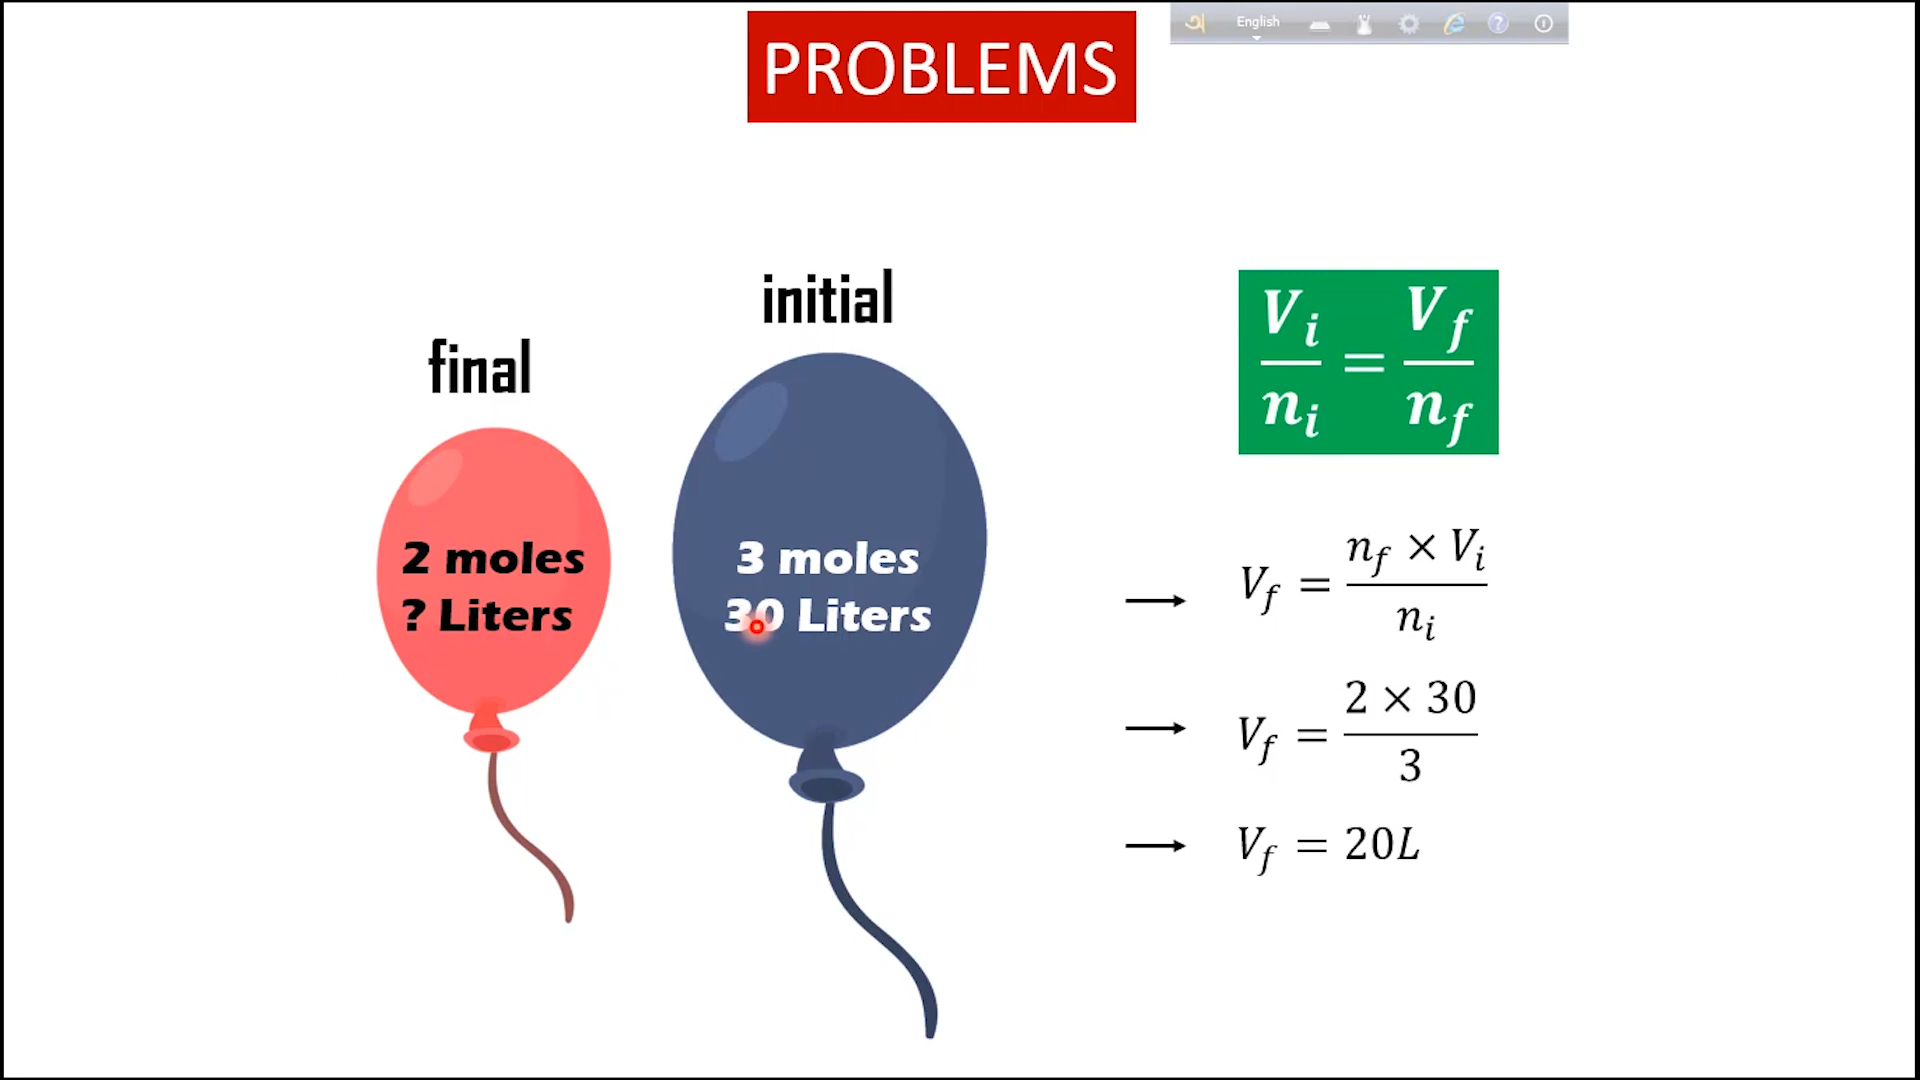 অ
English
PROBLEMS
initial
final
2 moles
? Liters
3 moles
30 Liters
V_i / n_i = V_f / n_f
→ V_f = (n_f × V_i) / n_i
→ V_f = (2 × 30) / 3
→ V_f = 20L